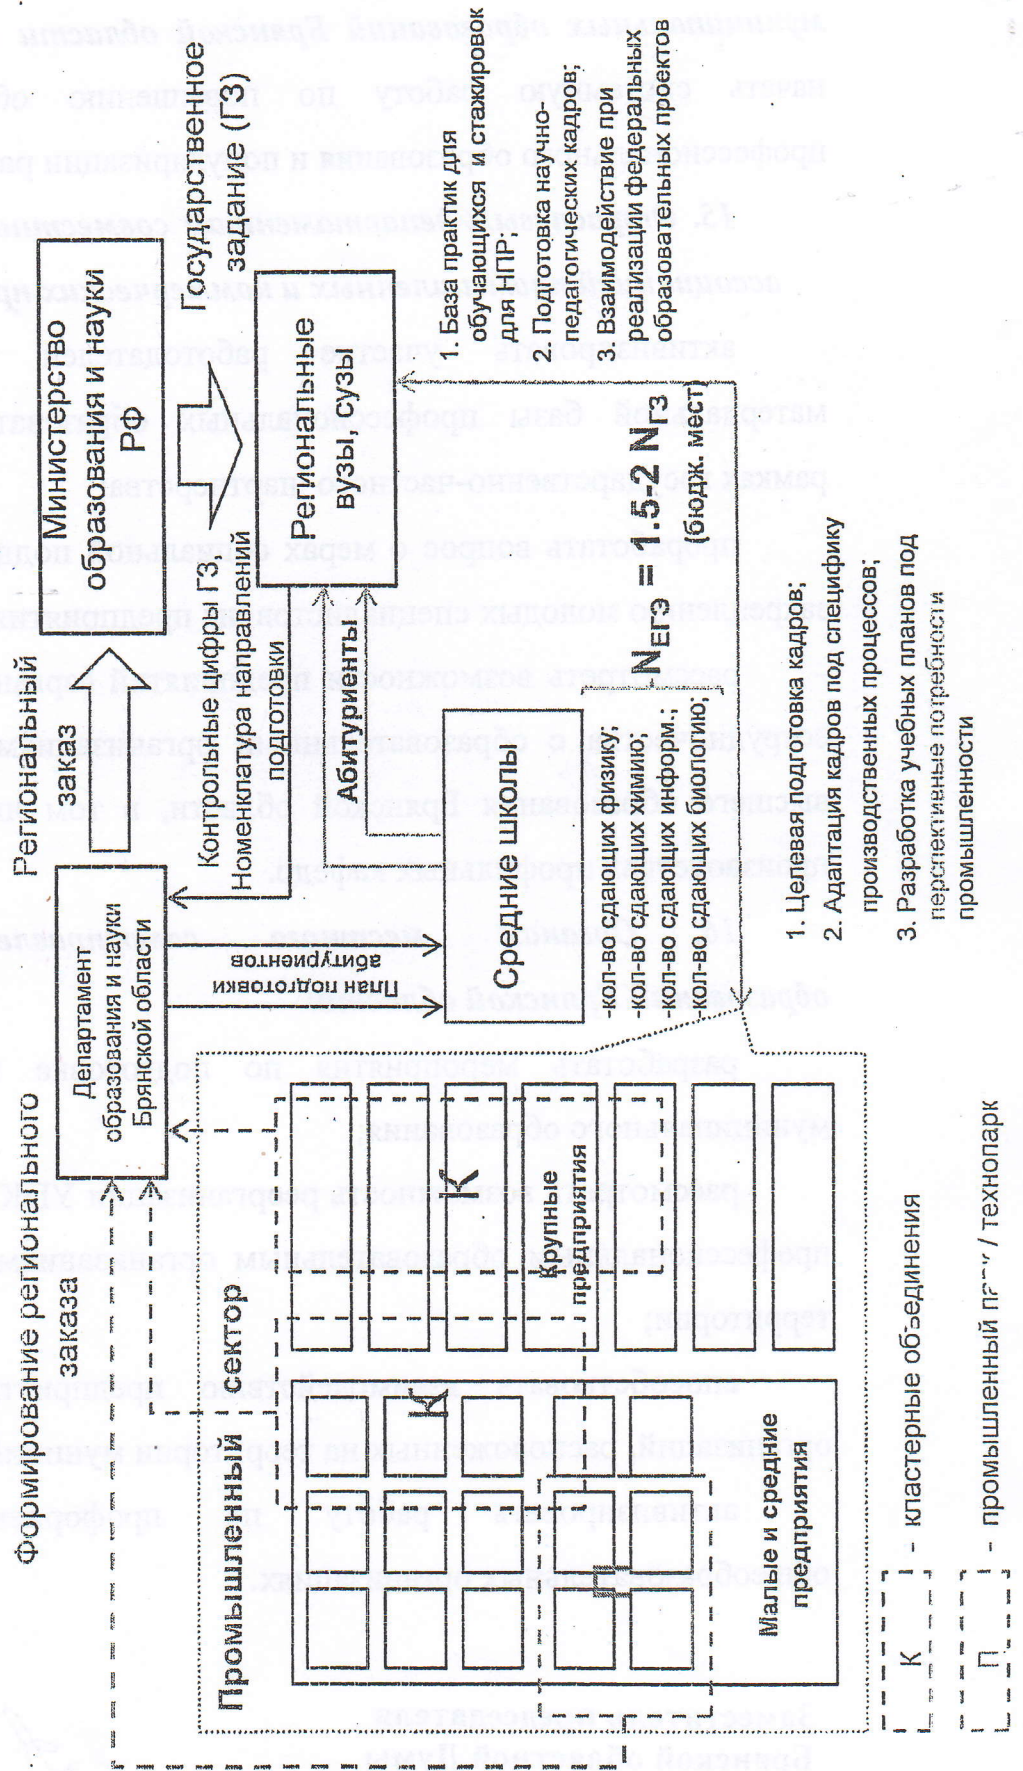 Формирование регионального
заказа
Региональный
заказ
Министерство
образования и науки
РФ
Государственное
задание (ГЗ)
Департамент
образования и науки
Брянской области
Контрольные цифры ГЗ,
Номенклатура направлений
подготовки
Региональные
вузы, сузы
План подготовки
абитуриентов
Абитуриенты
Средние школы
1. База практик для
обучающихся и стажировок
для НПР;
2. Подготовка научно-
педагогических кадров;
3. Взаимодействие при
реализации федеральных
образовательных проектов
-кол-во сдающих физику;
-кол-во сдающих химию;
-кол-во сдающих информ.;
-кол-во сдающих биологию;
NЕГЭ = 1.5-2 NГЗ
(бюдж. мест)
1. Целевая подготовка кадров;
2. Адаптация кадров под специфику
производственных процессов;
3. Разработка учебных планов под
перспективные потребности
промышленности
Промышленный сектор
К
К
Крупные
предприятия
П
Малые и средние
предприятия
К - кластерные объединения
П - промышленный парк / технопарк